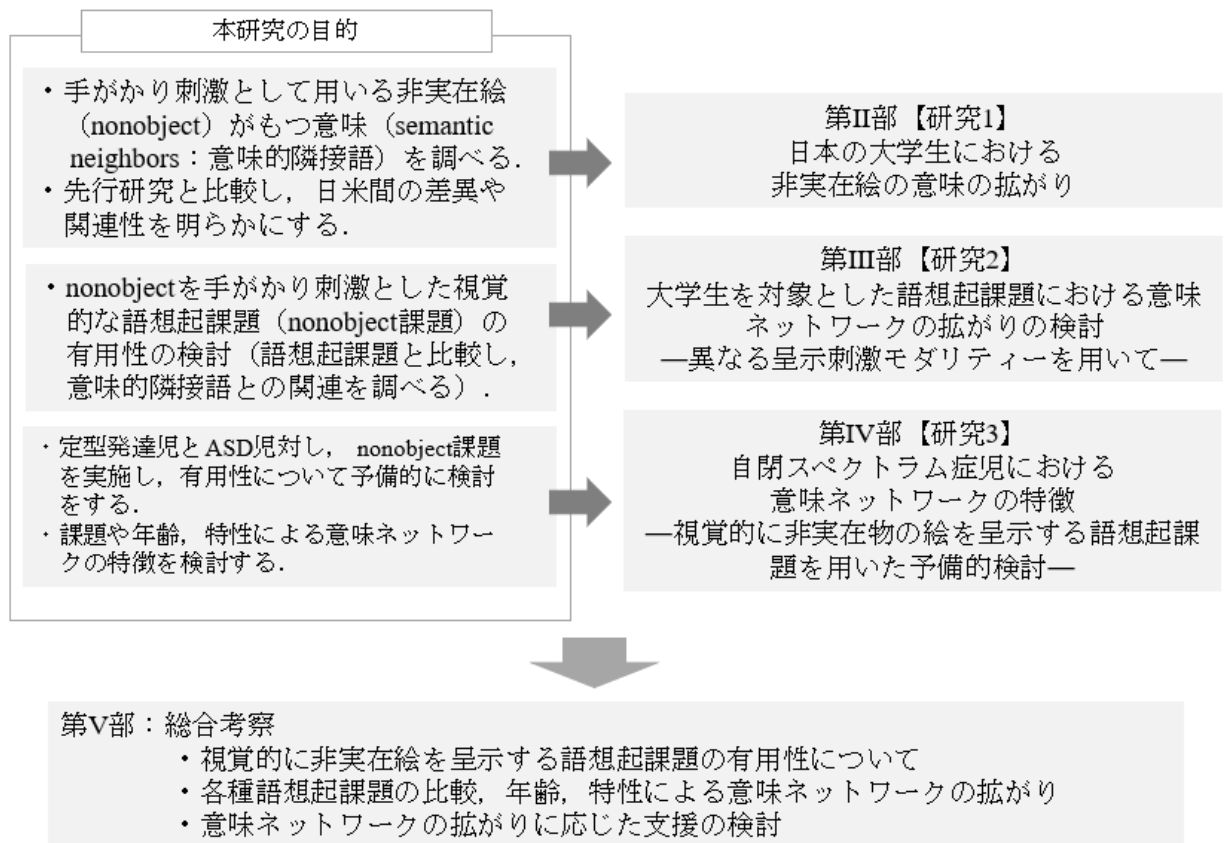 本研究の目的
・手がかり刺激として用いる非実在絵
（nonobject）がもつ意味（semantic
neighbors：意味的隣接語）を調べる．
・先行研究と比較し，日米間の差異や
関連性を明らかにする．
・nonobjectを手がかり刺激とした視覚
的な語想起課題（nonobject課題）の
有用性の検討（語想起課題と比較し，
意味的隣接語との関連を調べる）．
・定型発達児とASD児対し， nonobject課題
を実施し，有用性について予備的に検討
をする．
・課題や年齢，特性による意味ネットワー
クの特徴を検討する．
第II部【研究1】
日本の大学生における
非実在絵の意味の拡がり
第III部【研究2】
大学生を対象とした語想起課題における意味
ネットワークの拡がりの検討
―異なる呈示刺激モダリティーを用いて―
第IV部【研究3】
自閉スペクトラム症児における
意味ネットワークの特徴
―視覚的に非実在物の絵を呈示する語想起課
題を用いた予備的検討―
第V部：総合考察
・視覚的に非実在絵を呈示する語想起課題の有用性について
・各種語想起課題の比較，年齢，特性による意味ネットワークの拡がり
・意味ネットワークの拡がりに応じた支援の検討